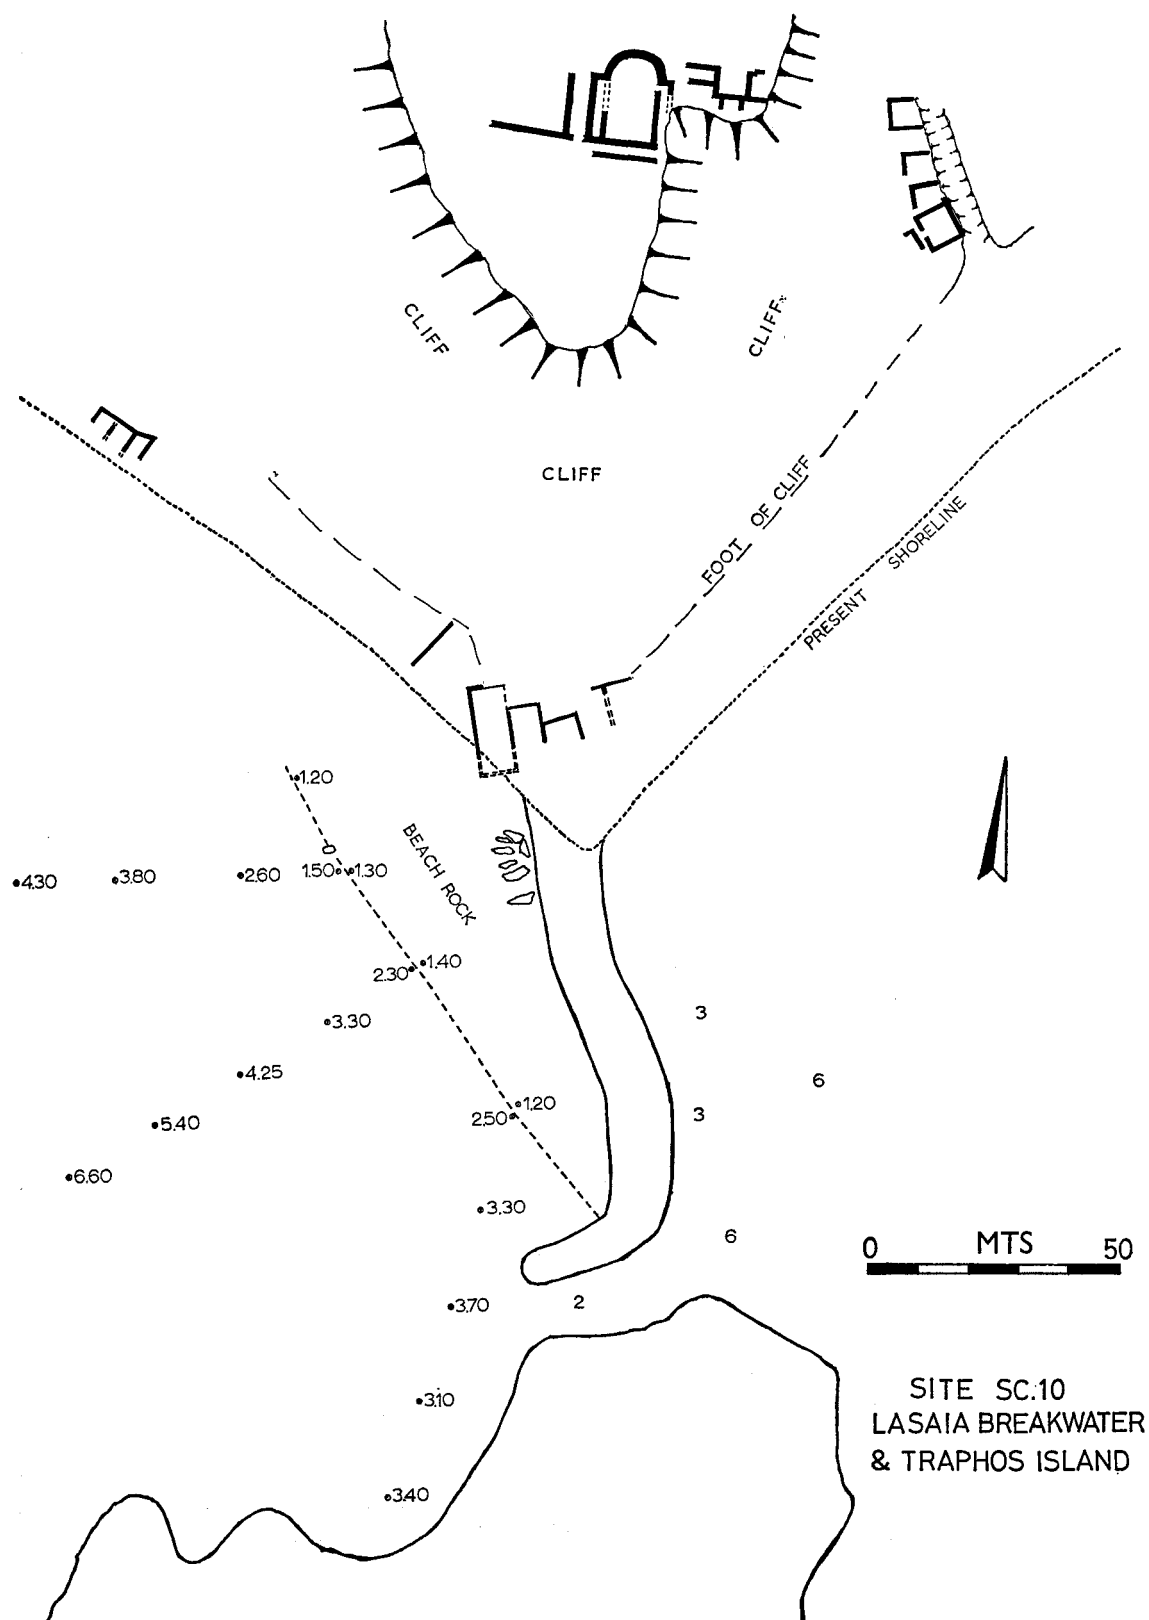 CLIFF
CLIFF
CLIFF
FOOT OF CLIFF
PRESENT SHORELINE
1.20
BEACH ROCK
4.30
3.80
2.60
1.50
1.30
2.30
1.40
3.30
3
4.25
6
1.20
2.50
3
5.40
6.60
3.30
6
0 MTS 50
3.70
2
3.10
3.40
SITE SC:10
LASAIA BREAKWATER
& TRAPHOS ISLAND